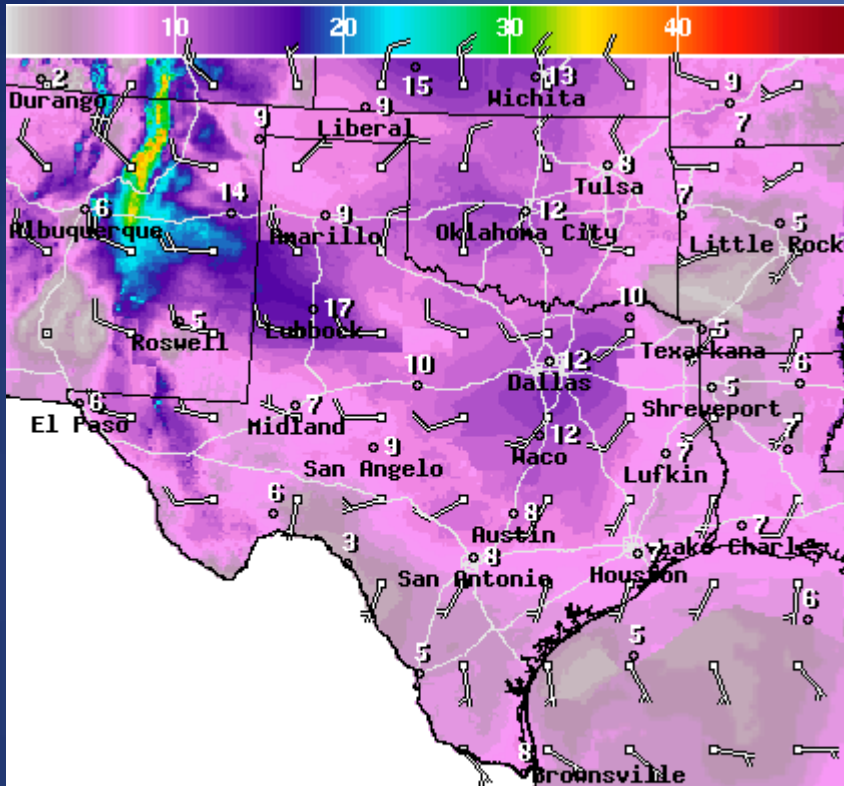 10 20 30 40
15 13
2 Wichita
Durango 9 9 9
Liberal 7
8
Tulsa
6 14 9 12 7 5
Albuquerque Amarillo Oklahoma City Little Rock
17 10
5 Lubbock 5
Roswell Texarkana
12
10 Dallas 5 6
6 7 Shreveport
El Paso Midland 12 7
9 Waco 7
San Angelo Lufkin
6 8 7
Austin Lake Charles
3 8 7
San Antonio Houston
6
5
5
8
Brownsville